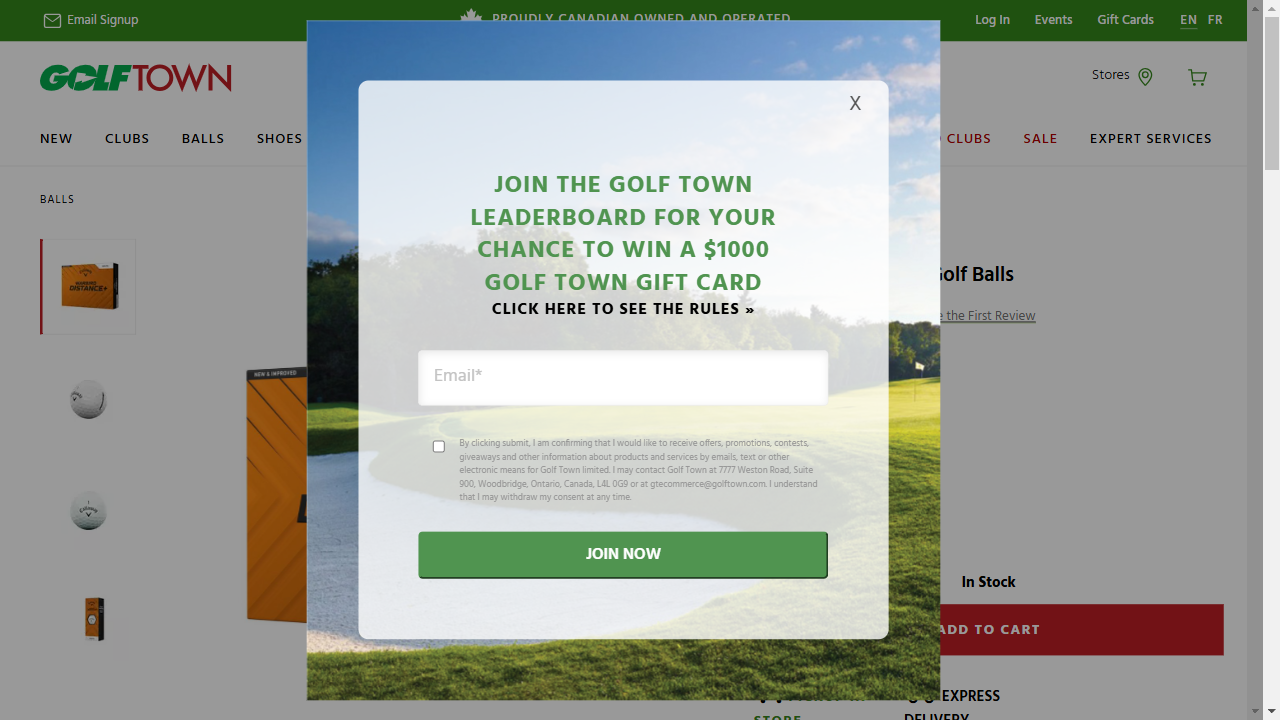 Email Signup
PROUDLY CANADIAN OWNED AND OPERATED
Log In Events Gift Cards EN FR
GOLFTOWN
Stores
NEW CLUBS BALLS SHOES CLUBS SALE EXPERT SERVICES
BALLS
X
JOIN THE GOLF TOWN
LEADERBOARD FOR YOUR
CHANCE TO WIN A $1000
GOLF TOWN GIFT CARD
CLICK HERE TO SEE THE RULES »
Golf Balls
the First Review
DISTANCE+
NEW & IMPROVED
Email*
By clicking submit, I am confirming that I would like to receive offers, promotions, contests,
giveaways and other information about products and services by emails, text or other
electronic means for Golf Town limited. I may contact Golf Town at 7777 Weston Road, Suite
900, Woodbridge, Ontario, Canada, L4L 0G9 or at gtecommerce@golftown.com. I understand
that I may withdraw my consent at any time.
JOIN NOW
In Stock
ADD TO CART
EXPRESS
STORE
DELIVERY